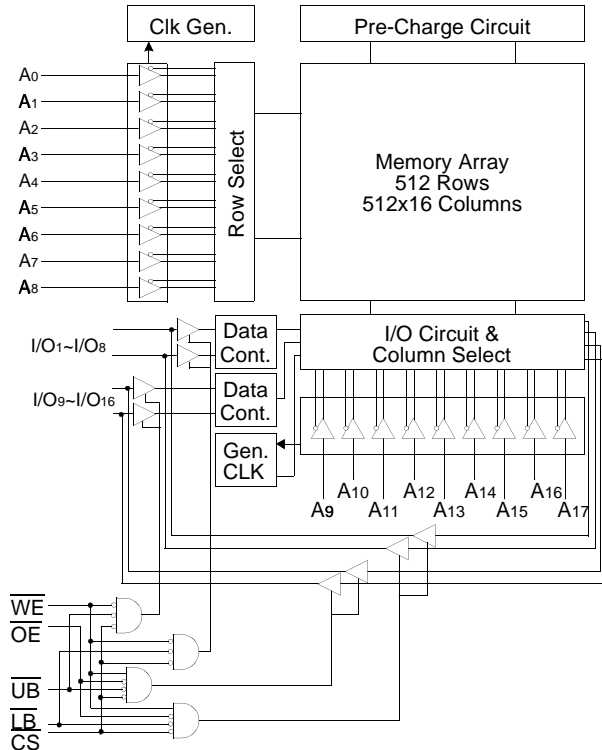 Clk Gen.
Pre-Charge Circuit
A0
A1
A2
A3
A4
A5
A6
A7
A8
Row Select
Memory Array
512 Rows
512x16 Columns
I/O1~I/O8
Data
Cont.
I/O Circuit &
Column Select
I/O9~I/O16
Data
Cont.
Gen.
CLK
A10
A12
A14
A16
A9
A11
A13
A15
A17
WE
OE
UB
LB
CS